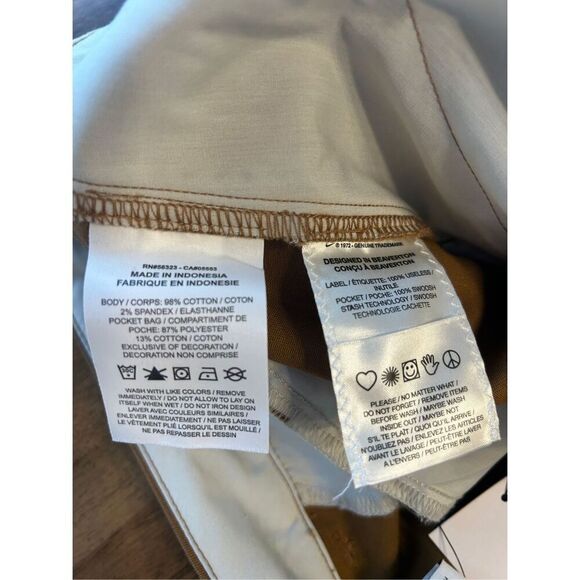 RN#56323 - CA#05553
MADE IN INDONESIA
FABRIQUE EN INDONESIE
BODY / CORPS: 98% COTTON / COTON
2% SPANDEX / ELASTHANNE
POCKET BAG / COMPARTIMENT DE
POCHE: 87% POLYESTER
13% COTTON / COTON
EXCLUSIVE OF DECORATION /
DECORATION NON COMPRISE
WASH WITH LIKE COLORS / REMOVE
IMMEDIATELY / DO NOT ALLOW TO LAY ON
ITSELF WHEN WET / DO NOT IRON DESIGN
LAVER AVEC COULEURS SIMILAIRES /
ENLEVER IMMEDIATEMENT / NE PAS LAISSER
LE VÊTEMENT PLIÉ LORSQU'IL EST MOUILLÉ /
NE PAS REPASSER LE DESSIN
© 1972 - GENUINE TRADEMARK
DESIGNED IN BEAVERTON
CONÇU À BEAVERTON
LABEL / ÉTIQUETTE: 100% USELESS/
INUTILE
POCKET / POCHE: 100% SWOOSH
STASH TECHNOLOGY / SWOOSH
TECHNOLOGIE CACHETTE
PLEASE / NO MATTER WHAT /
DO NOT FORGET / REMOVE ITEMS
BEFORE WASH / MAYBE WASH
INSIDE OUT / MAYBE NOT
S'IL TE PLAÎT / QUOI QU'IL ARRIVE /
N'OUBLIEZ PAS / ENLEVEZ LES ARTICLES
AVANT LE LAVAGE / PEUT-ÊTRE LAVER
A L'ENVERS / PEUT-ÊTRE PAS